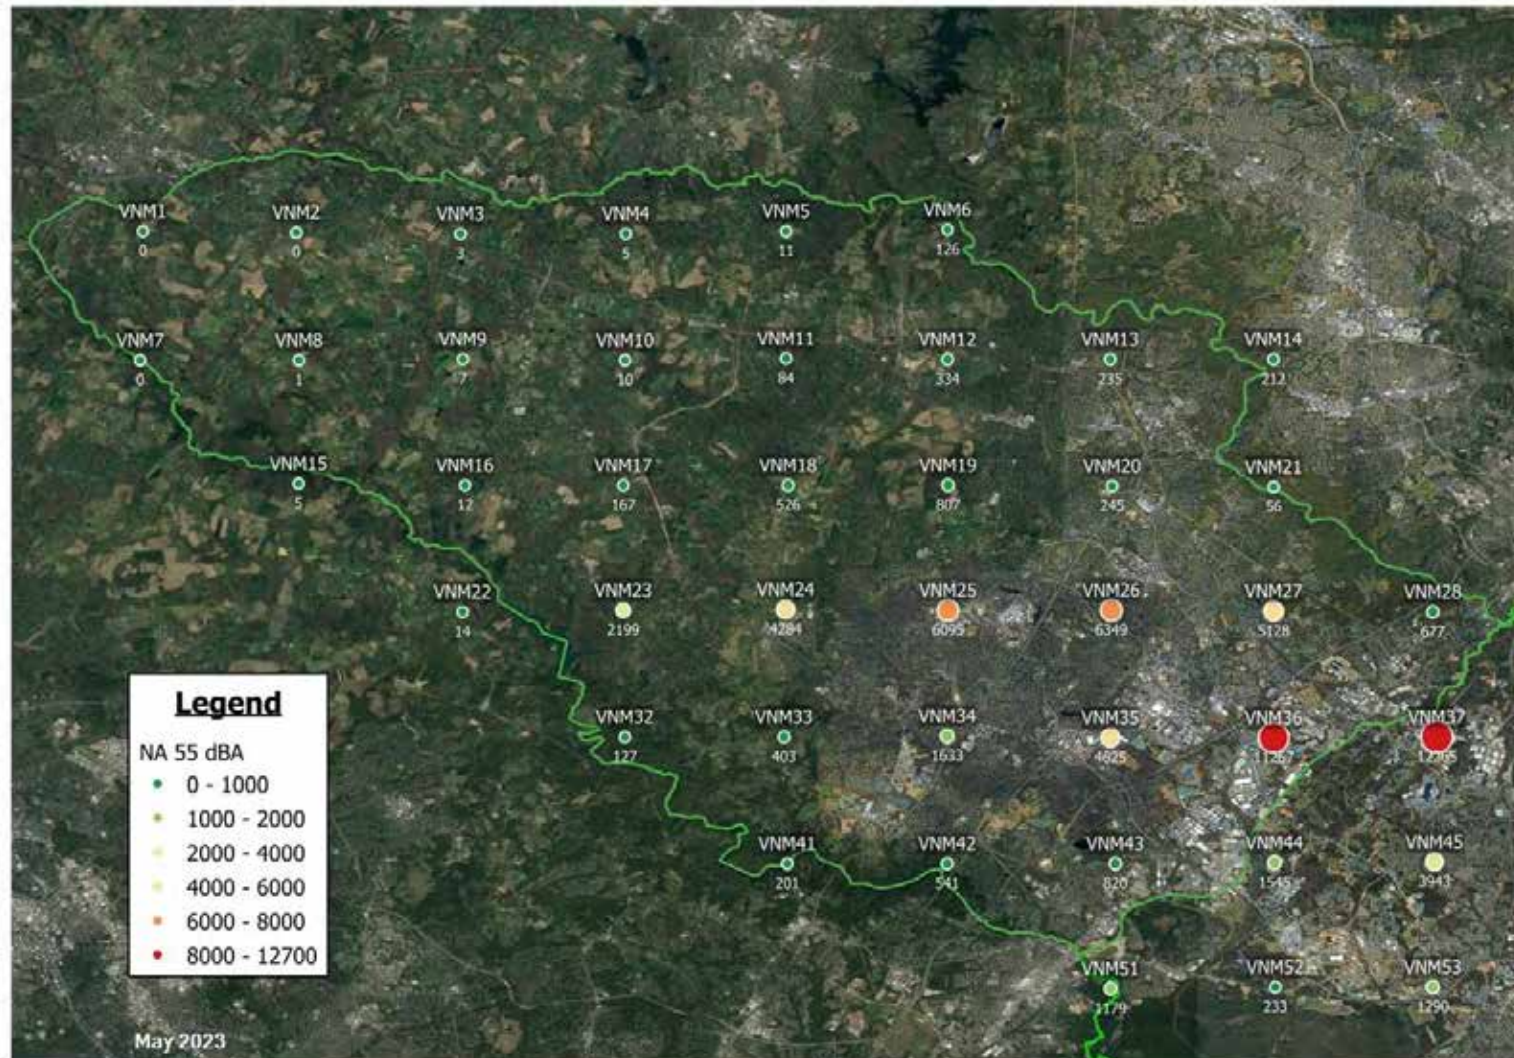 VNM1 VNM2 VNM3 VNM4 VNM5 VNM6
0 0 3 5 11 126
VNM7 VNM8 VNM9 VNM10 VNM11 VNM12 VNM13 VNM14
0 1 7 10 84 334 235 212
VNM15 VNM16 VNM17 VNM18 VNM19 VNM20 VNM21
5 12 167 526 807 245 56
VNM22 VNM23 VNM24 VNM25 VNM26 VNM27 VNM28
14 2199 4284 6095 6349 5128 677
VNM32 VNM33 VNM34 VNM35 VNM36 VNM37
127 403 1633 4625
VNM41 VNM42 VNM43 VNM44 VNM45
201 541 820 3943
VNM51 VNM52 VNM53
1179 233 1290
Legend
NA 55 dBA
0 - 1000
1000 - 2000
2000 - 4000
4000 - 6000
6000 - 8000
8000 - 12700
May 2023